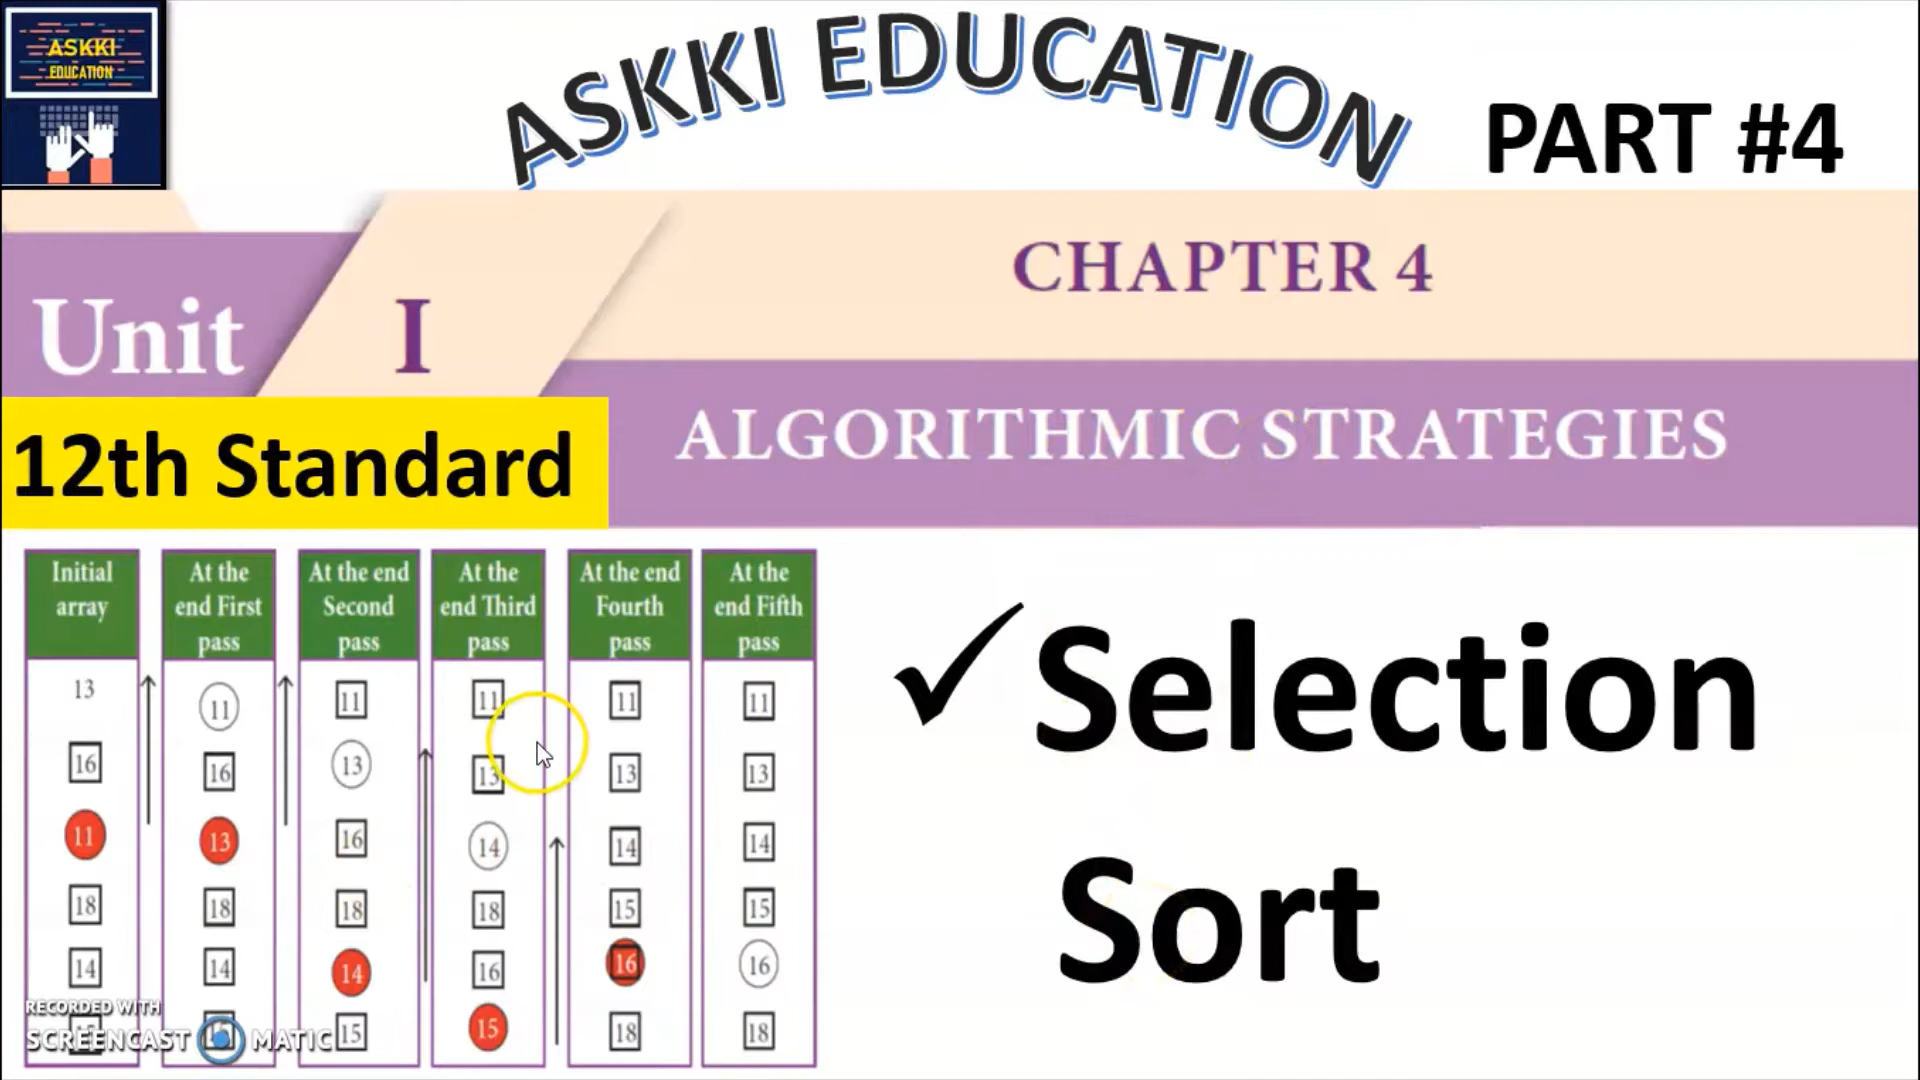 ASKKI
EDUCATION
ASKKI EDUCATION
PART #4
CHAPTER 4
Unit I
ALGORITHMIC STRATEGIES
12th Standard
Initial array
At the end First pass
At the end Second pass
At the end Third pass
At the end Fourth pass
At the end Fifth pass
13 11 11 11 11 11
16 16 13 13 13 13
11 13 16 14 14 14
18 18 18 18 15 15
14 14 14 16 16 16
15 15 18 18
✓Selection
Sort
RECORDED WITH
SCREENCAST MATIC